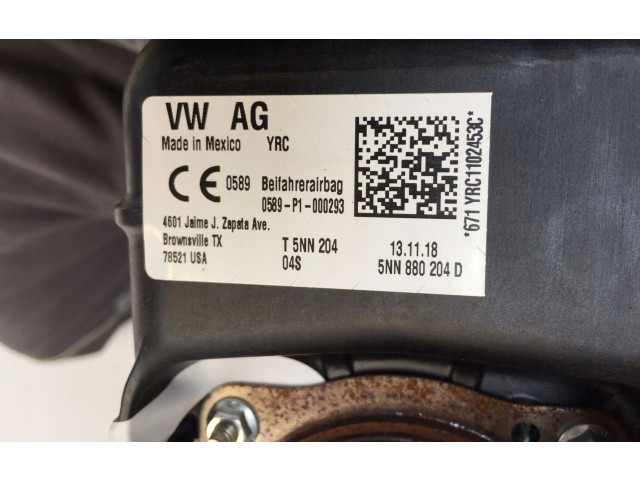 VW AG
Made in Mexico YRC
CE 0589 Beifahrerairbag
0589-P1-000293
4601 Jaime J. Zapata Ave.
Brownsville TX
78521 USA
T 5NN 204
04S
13.11.18
5NN 880 204 D
*671 YRC1102453C*